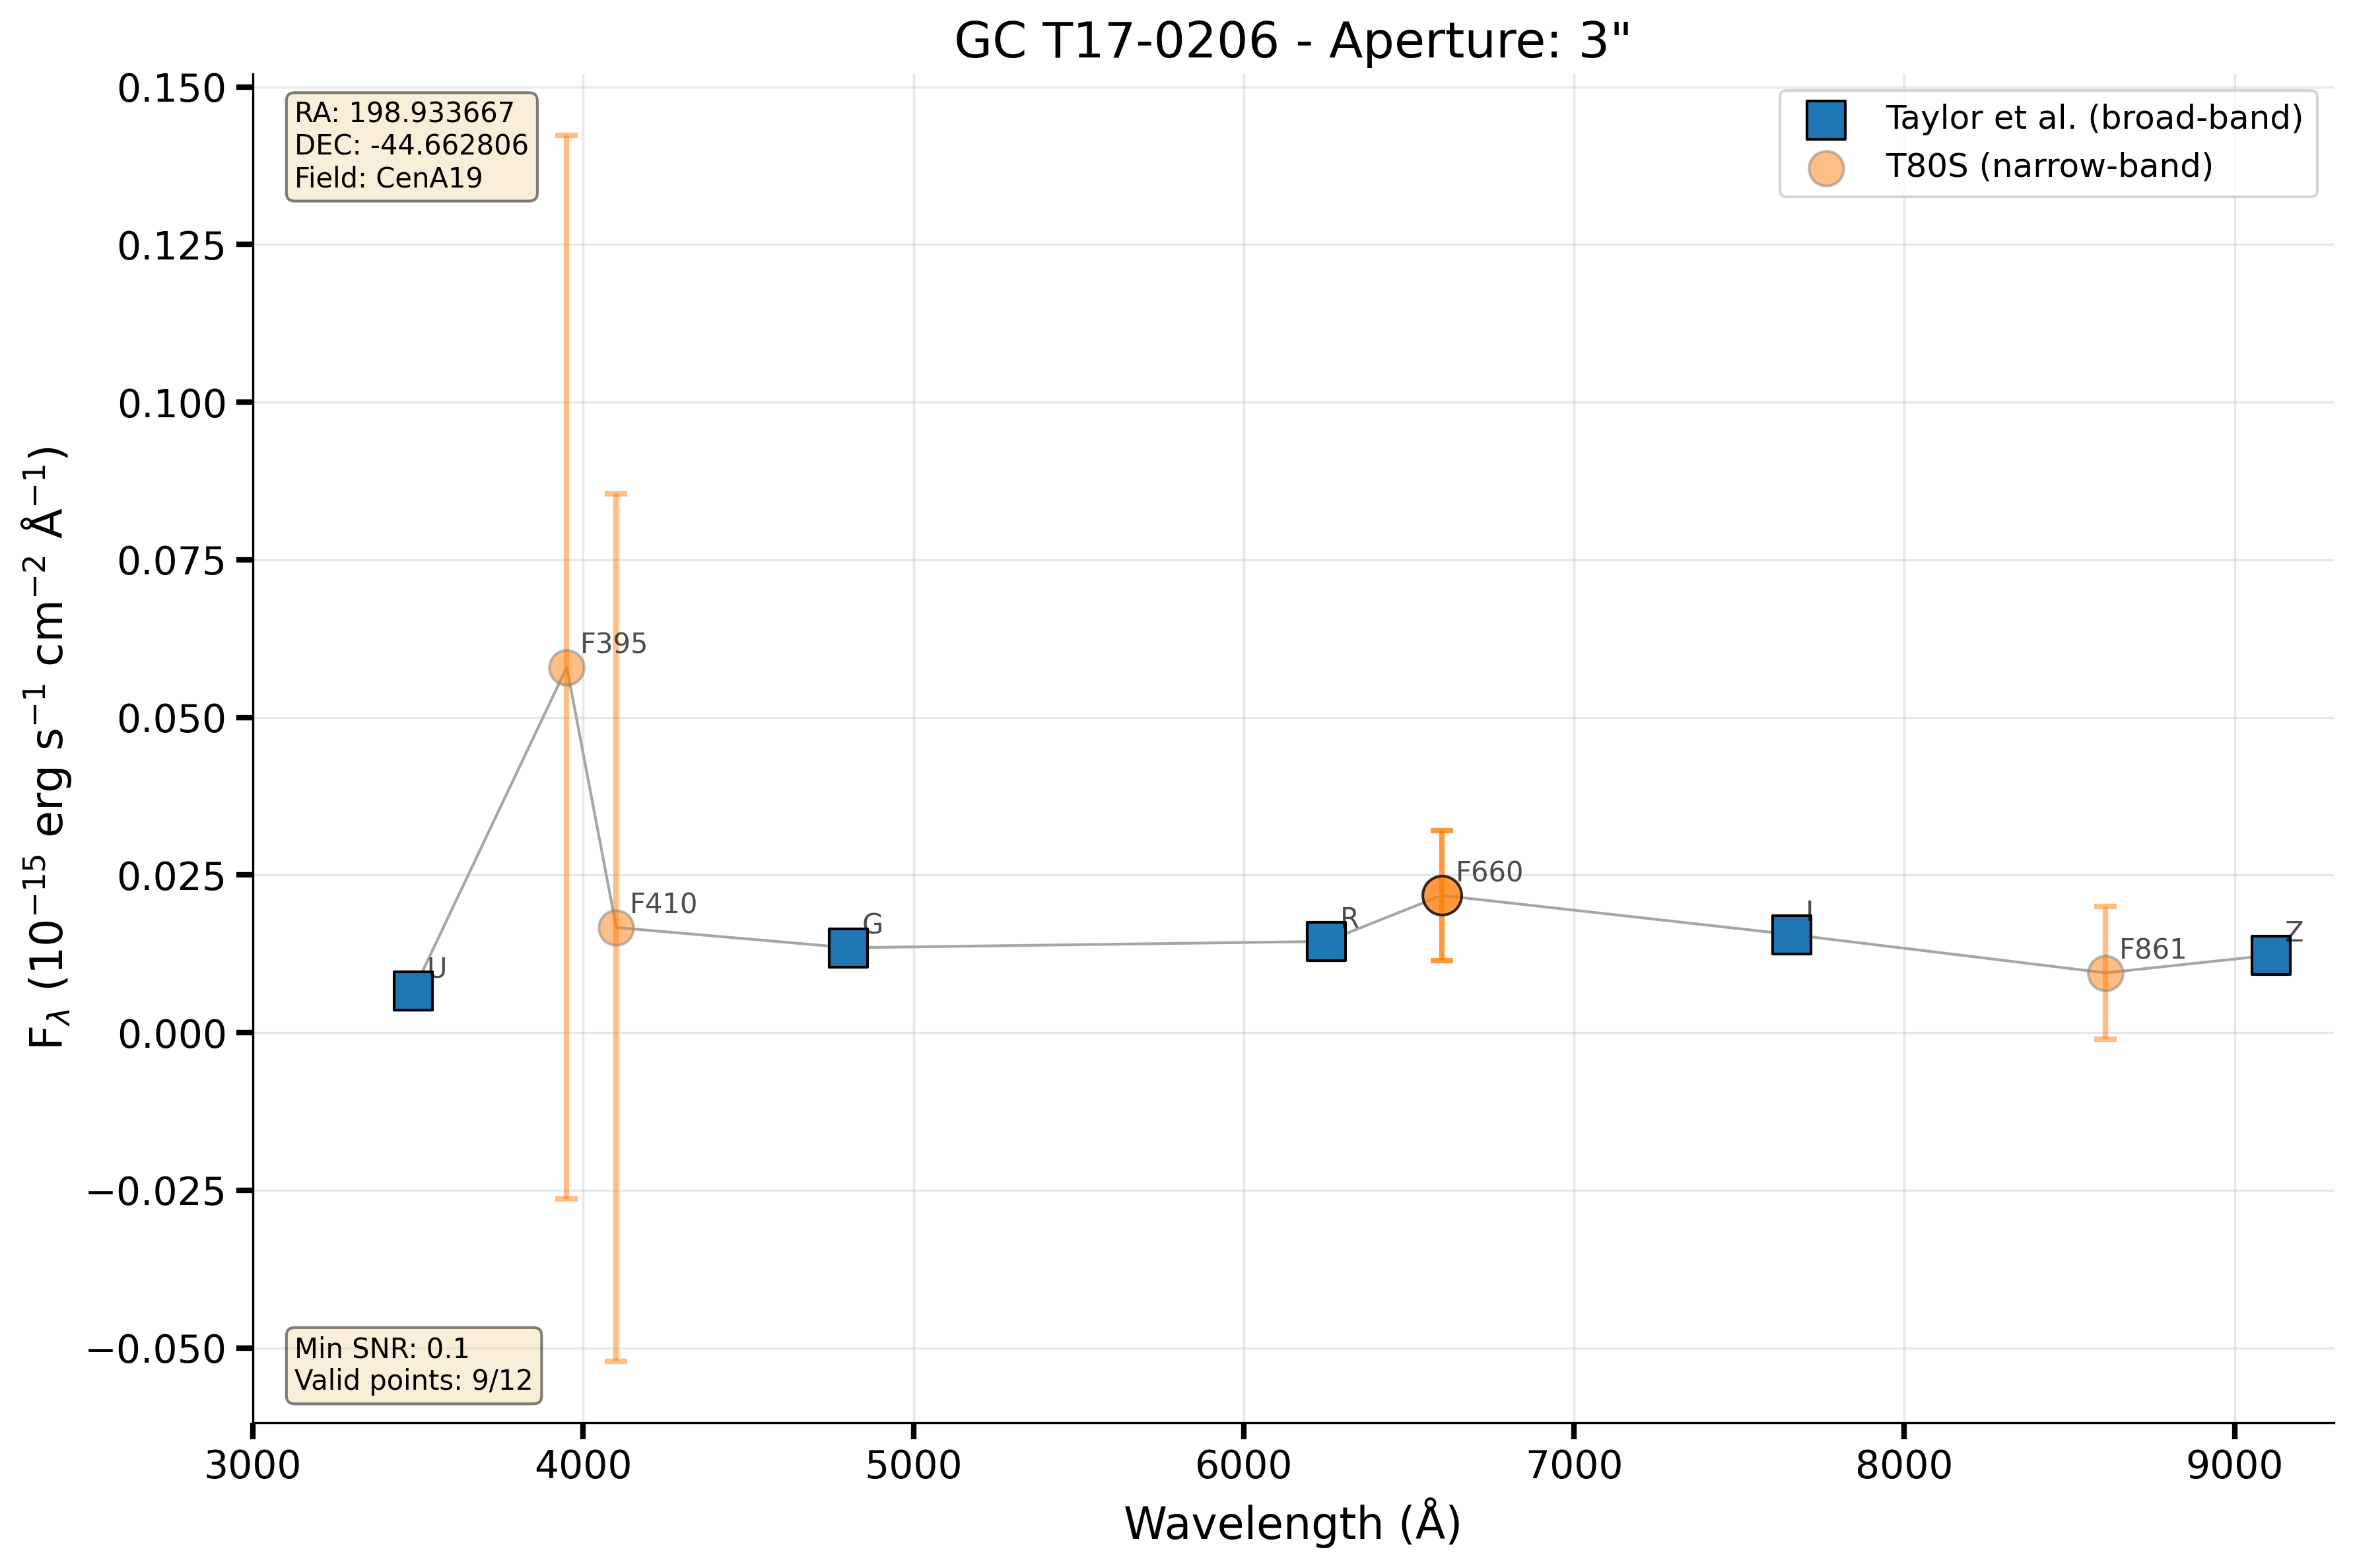 GC T17-0206 - Aperture: 3"
RA: 198.933667
DEC: -44.662806
Field: CenA19
Taylor et al. (broad-band)
T80S (narrow-band)
0.150
0.125
0.100
0.075
0.050
0.025
0.000
−0.025
−0.050
F$_{λ}$ (10$^{−15}$ erg s$^{−1}$ cm$^{−2}$ Å$^{−1}$)
U
F395
F410
G
R
F660
I
F861
Z
Min SNR: 0.1
Valid points: 9/12
3000 4000 5000 6000 7000 8000 9000
Wavelength (Å)